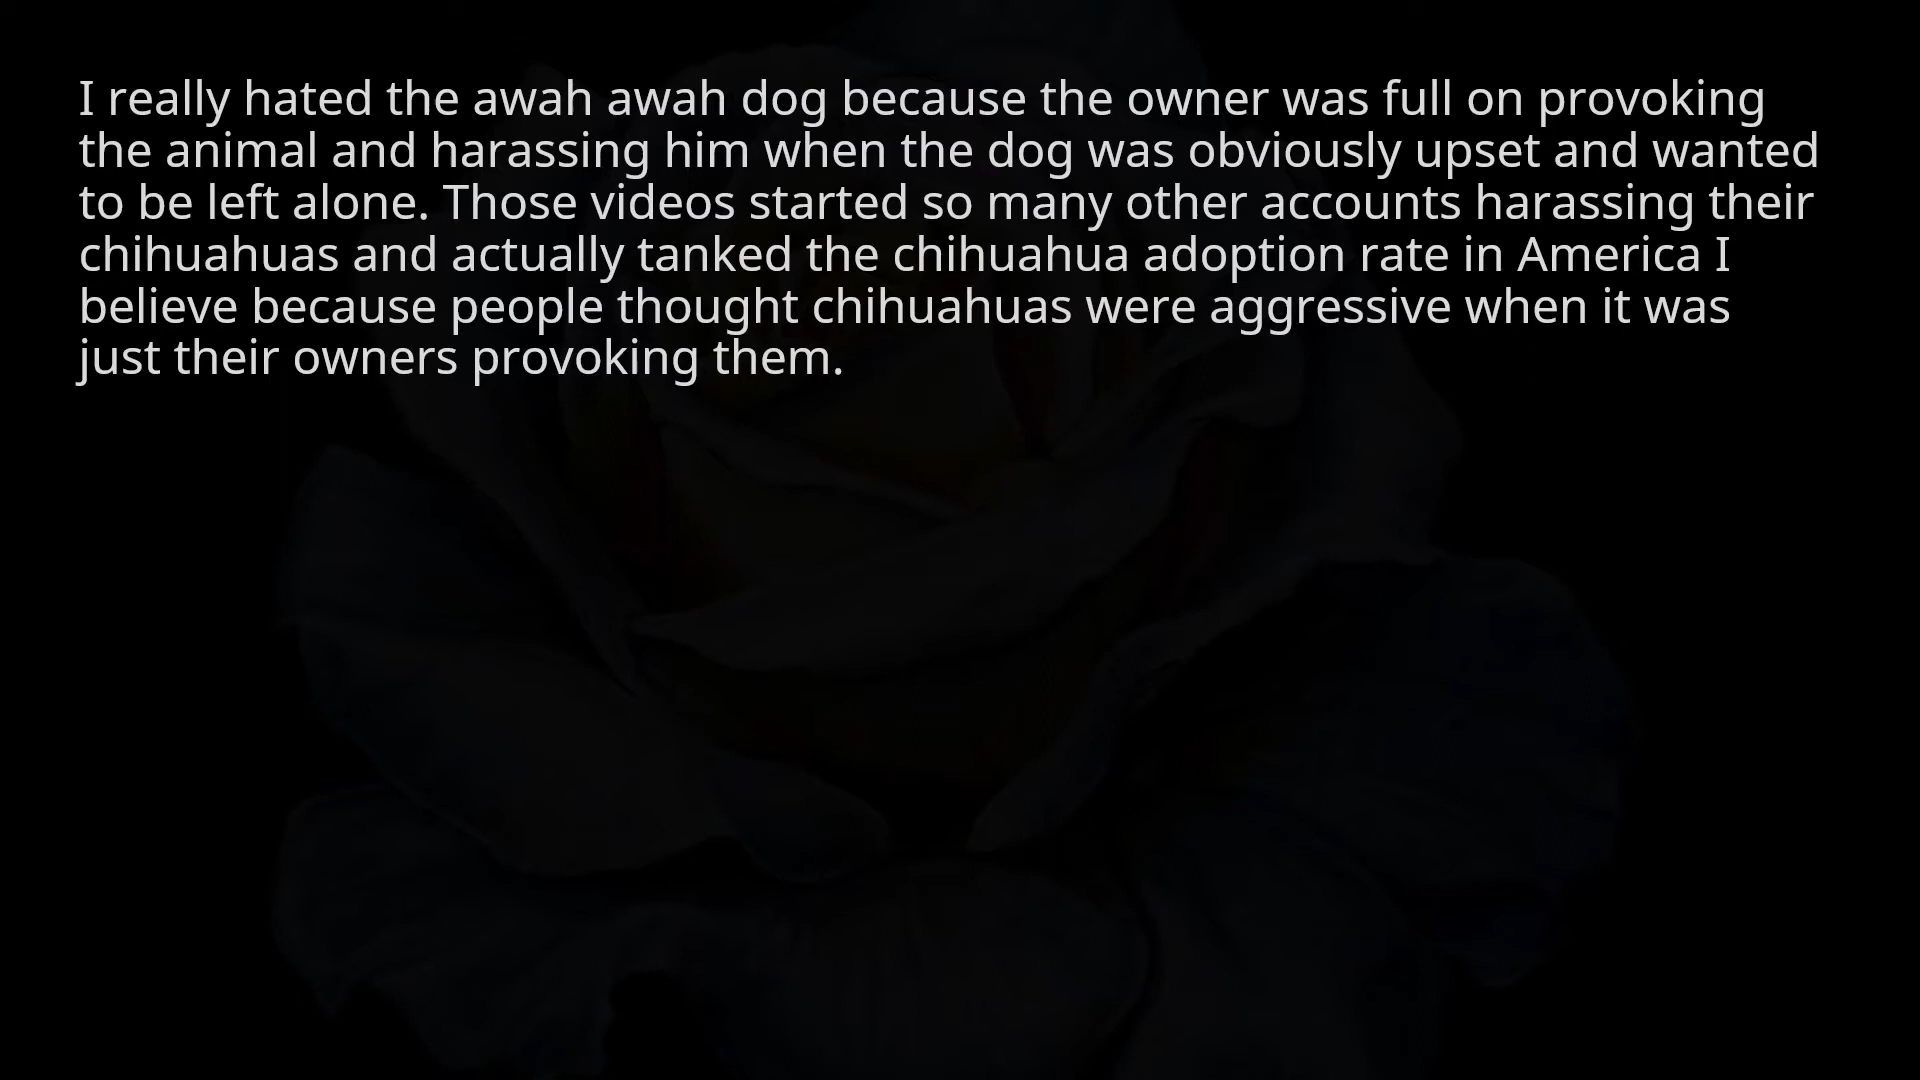 I really hated the awah awah dog because the owner was full on provoking
the animal and harassing him when the dog was obviously upset and wanted
to be left alone. Those videos started so many other accounts harassing their
chihuahuas and actually tanked the chihuahua adoption rate in America I
believe because people thought chihuahuas were aggressive when it was
just their owners provoking them.